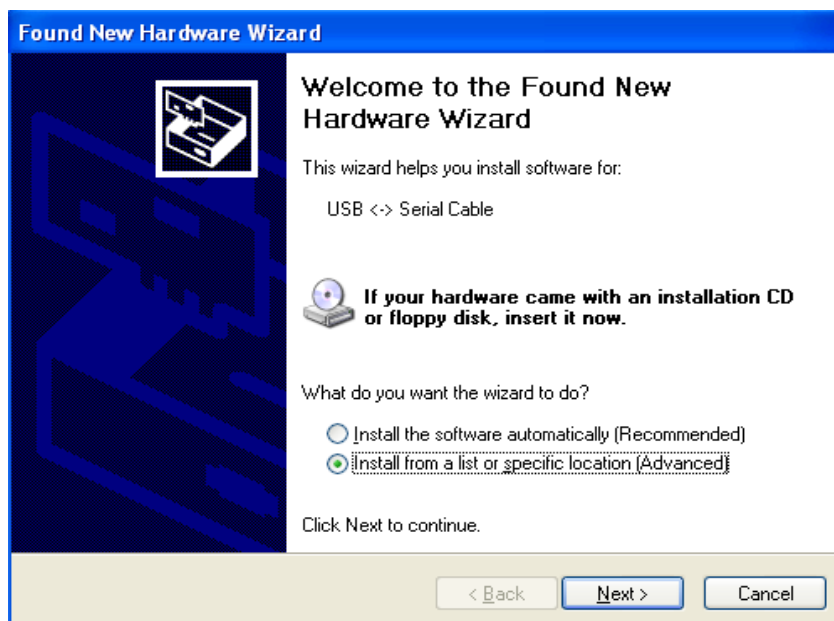 Found New Hardware Wizard
Welcome to the Found New
Hardware Wizard
This wizard helps you install software for:
USB <-> Serial Cable
If your hardware came with an installation CD
or floppy disk, insert it now.
What do you want the wizard to do?
Install the software automatically (Recommended)
Install from a list or specific location (Advanced)
Click Next to continue.
< Back Next > Cancel